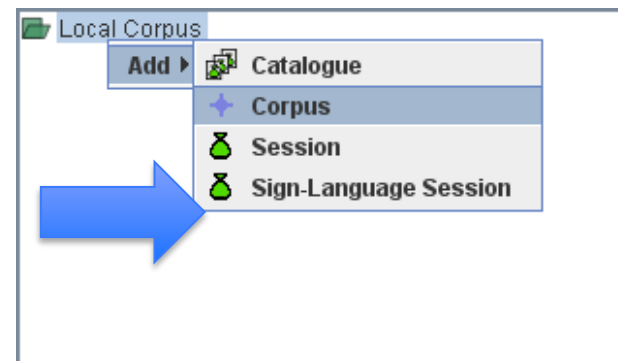 Local Corpus
Add Catalogue
Corpus
Session
Sign-Language Session